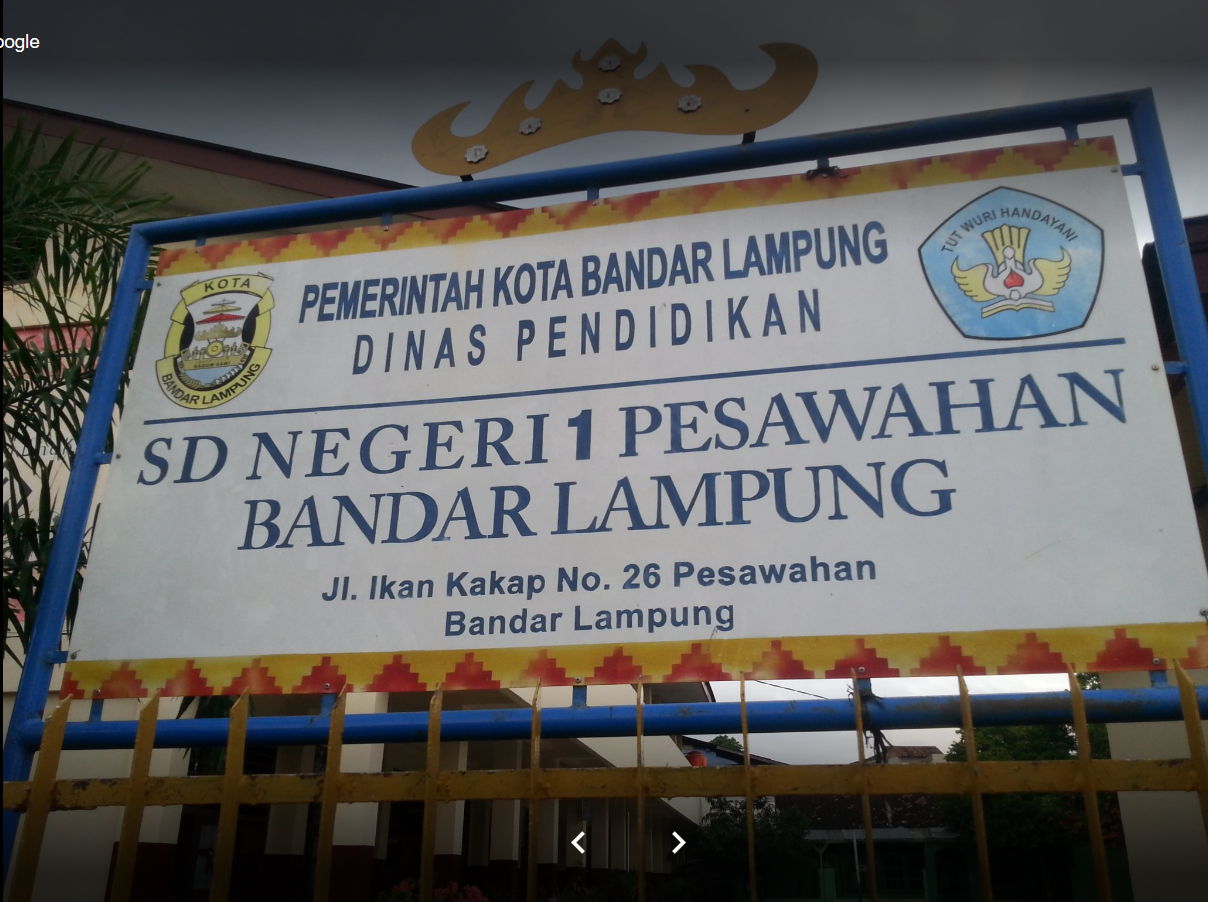 oogle
PEMERINTAH KOTA BANDAR LAMPUNG
DINAS PENDIDIKAN
KOTA
BANDAR LAMPUNG
TUT WURI HANDAYANI
SD NEGERI 1 PESAWAHAN
BANDAR LAMPUNG
Jl. Ikan Kakap No. 26 Pesawahan
Bandar Lampung